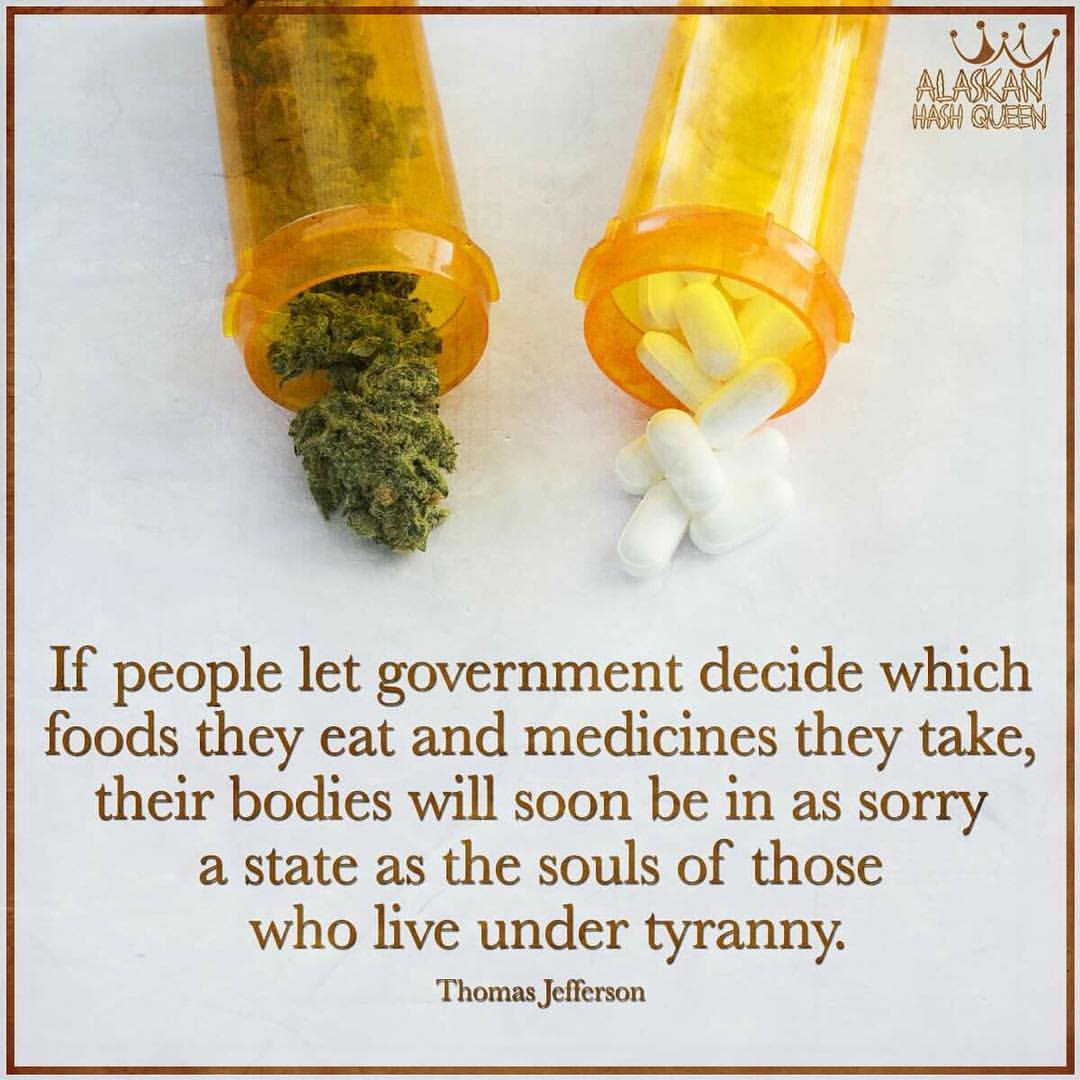 ALASKAN
HASH QUEEN
If people let government decide which
foods they eat and medicines they take,
their bodies will soon be in as sorry
a state as the souls of those
who live under tyranny.
Thomas Jefferson